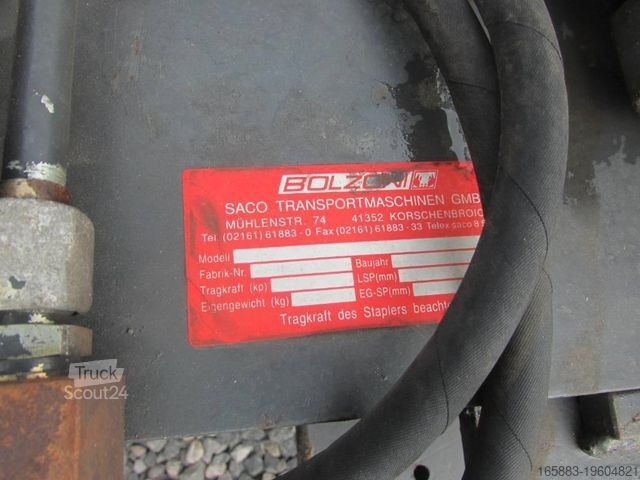 BOLZONI
SACO TRANSPORTMASCHINEN GMB
MÜHLENSTR. 74 41352 KORSCHENBROIC
Tel. (02161) 61883 - 0 Fax (02161) 61883 - 33 Telex saco 8
Modell
Fabrik-Nr. Baujahr
Tragkraft (kp) LSP(mm)
Eigengewicht (kg) EG-SP(mm)
Tragkraft des Staplers beacht
Truck
Scout24
165883-19604821